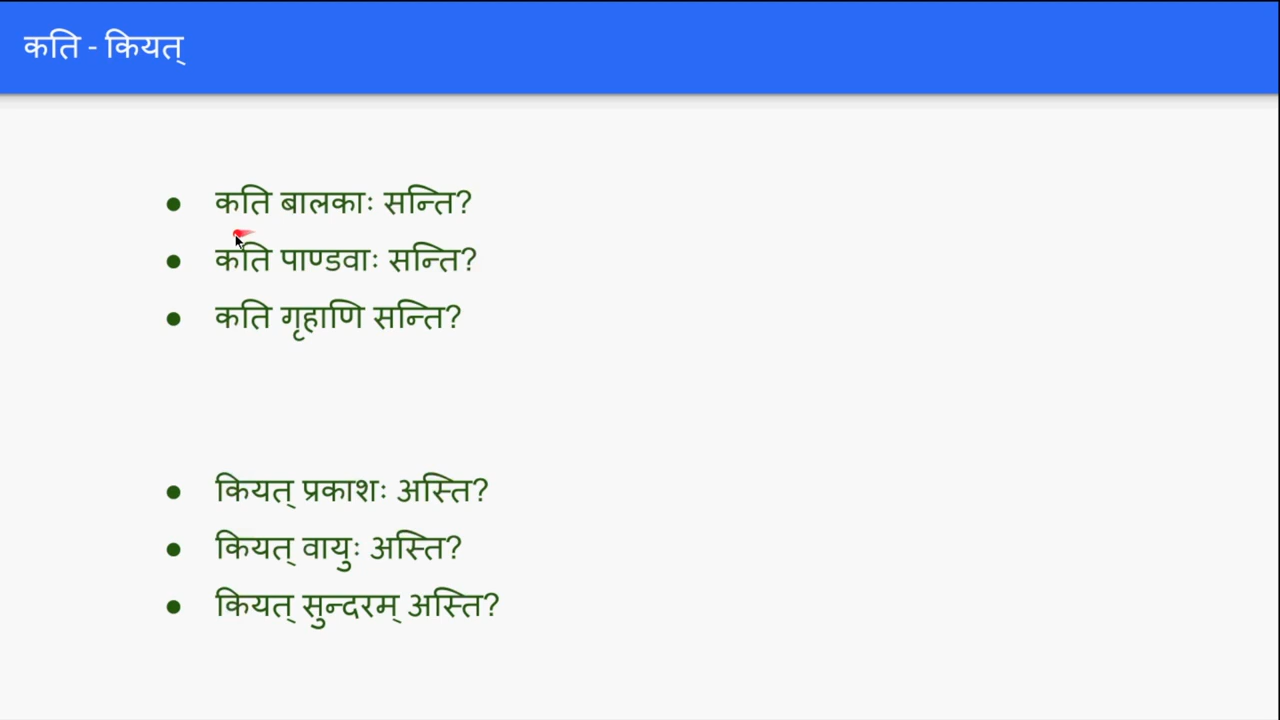 कति - कियत्
● कति बालकाः सन्ति?
● कति पाण्डवाः सन्ति?
● कति गृहाणि सन्ति?
● कियत् प्रकाशः अस्ति?
● कियत् वायुः अस्ति?
● कियत् सुन्दरम् अस्ति?